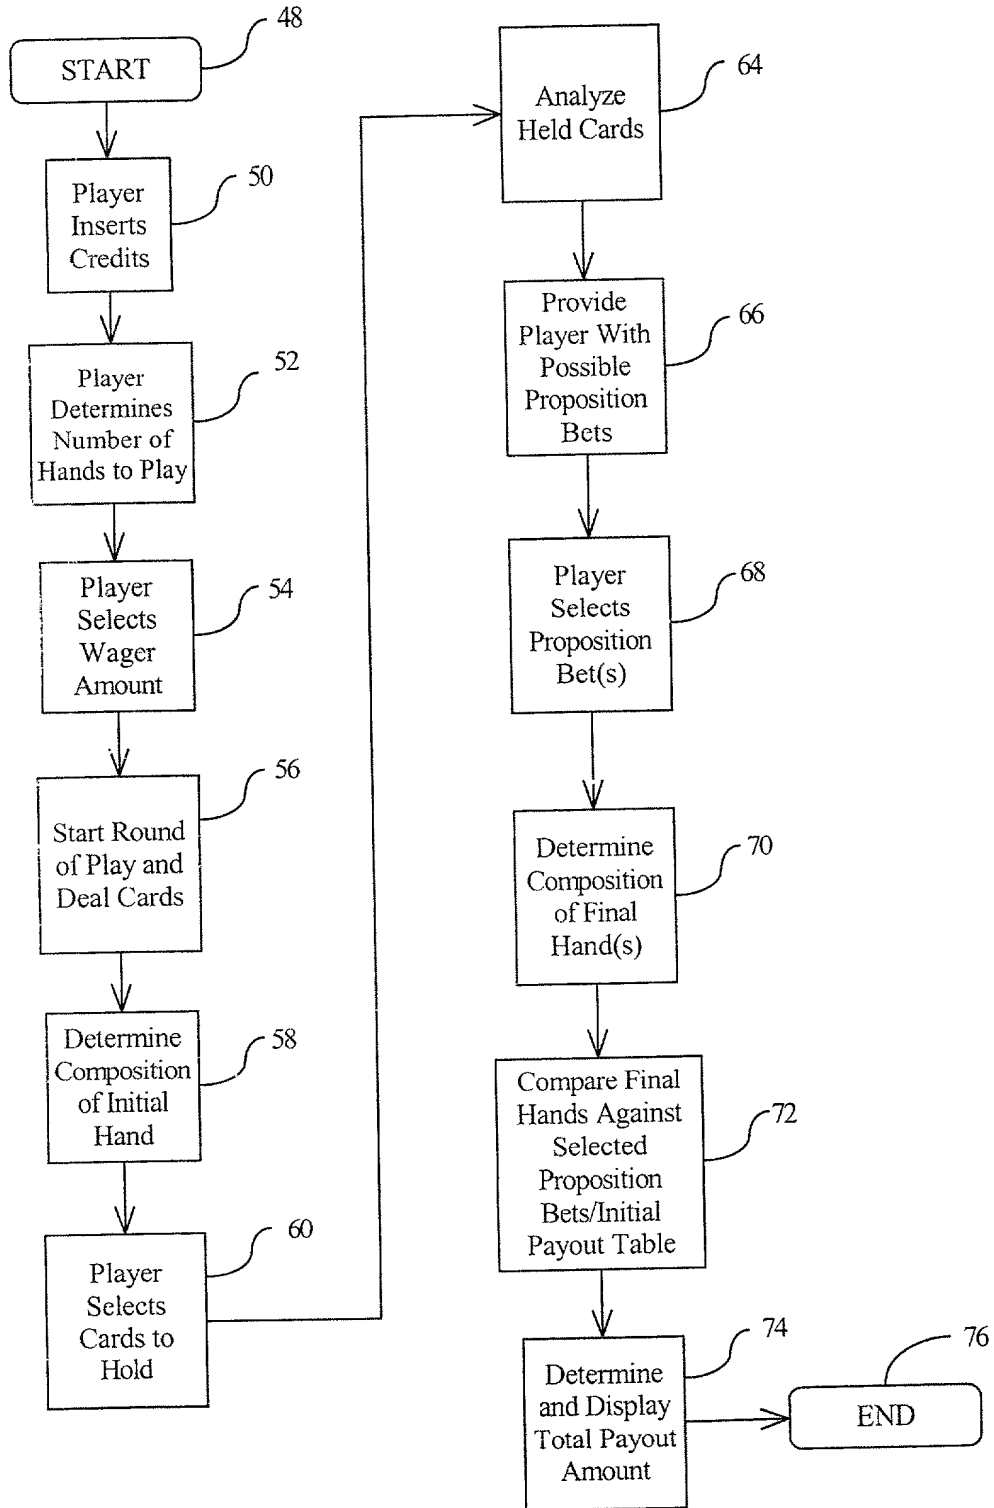 48
START
50
Player
Inserts
Credits
52
Player
Determines
Number of
Hands to Play
54
Player
Selects
Wager
Amount
56
Start Round
of Play and
Deal Cards
58
Determine
Composition
of Initial
Hand
60
Player
Selects
Cards to
Hold
64
Analyze
Held Cards
66
Provide
Player With
Possible
Proposition
Bets
68
Player
Selects
Proposition
Bet(s)
70
Determine
Composition
of Final
Hand(s)
72
Compare Final
Hands Against
Selected
Proposition
Bets/Initial
Payout Table
74
Determine
and Display
Total Payout
Amount
76
END